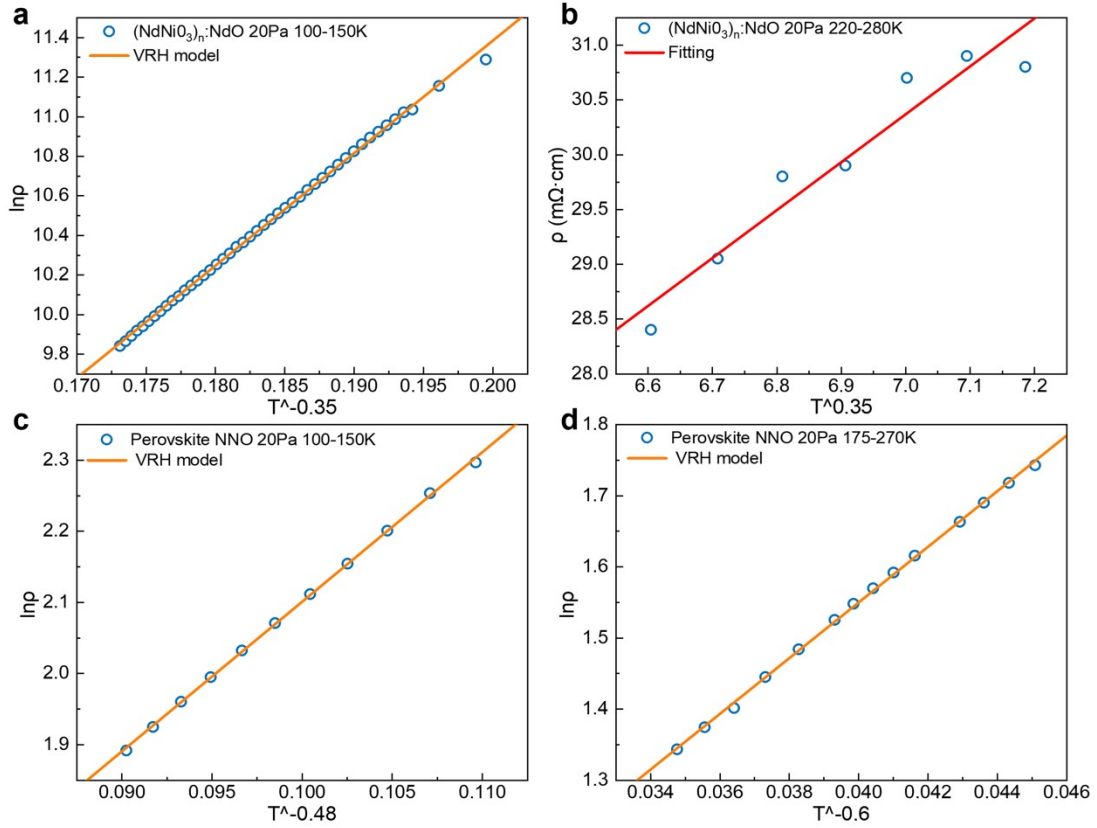 a
(NdNi0₃)ₙ:NdO 20Pa 100-150K
VRH model
11.4
11.2
11.0
10.8
10.6
10.4
10.2
10.0
9.8
lnρ
0.170 0.175 0.180 0.185 0.190 0.195 0.200
T^-0.35
b
(NdNi0₃)ₙ:NdO 20Pa 220-280K
Fitting
31.0
30.5
30.0
29.5
29.0
28.5
28.0
ρ (mΩ·cm)
6.6 6.7 6.8 6.9 7.0 7.1 7.2
T^0.35
c
Perovskite NNO 20Pa 100-150K
VRH model
2.3
2.2
2.1
2.0
1.9
lnρ
0.090 0.095 0.100 0.105 0.110
T^-0.48
d
Perovskite NNO 20Pa 175-270K
VRH model
1.8
1.7
1.6
1.5
1.4
1.3
lnρ
0.034 0.036 0.038 0.040 0.042 0.044 0.046
T^-0.6